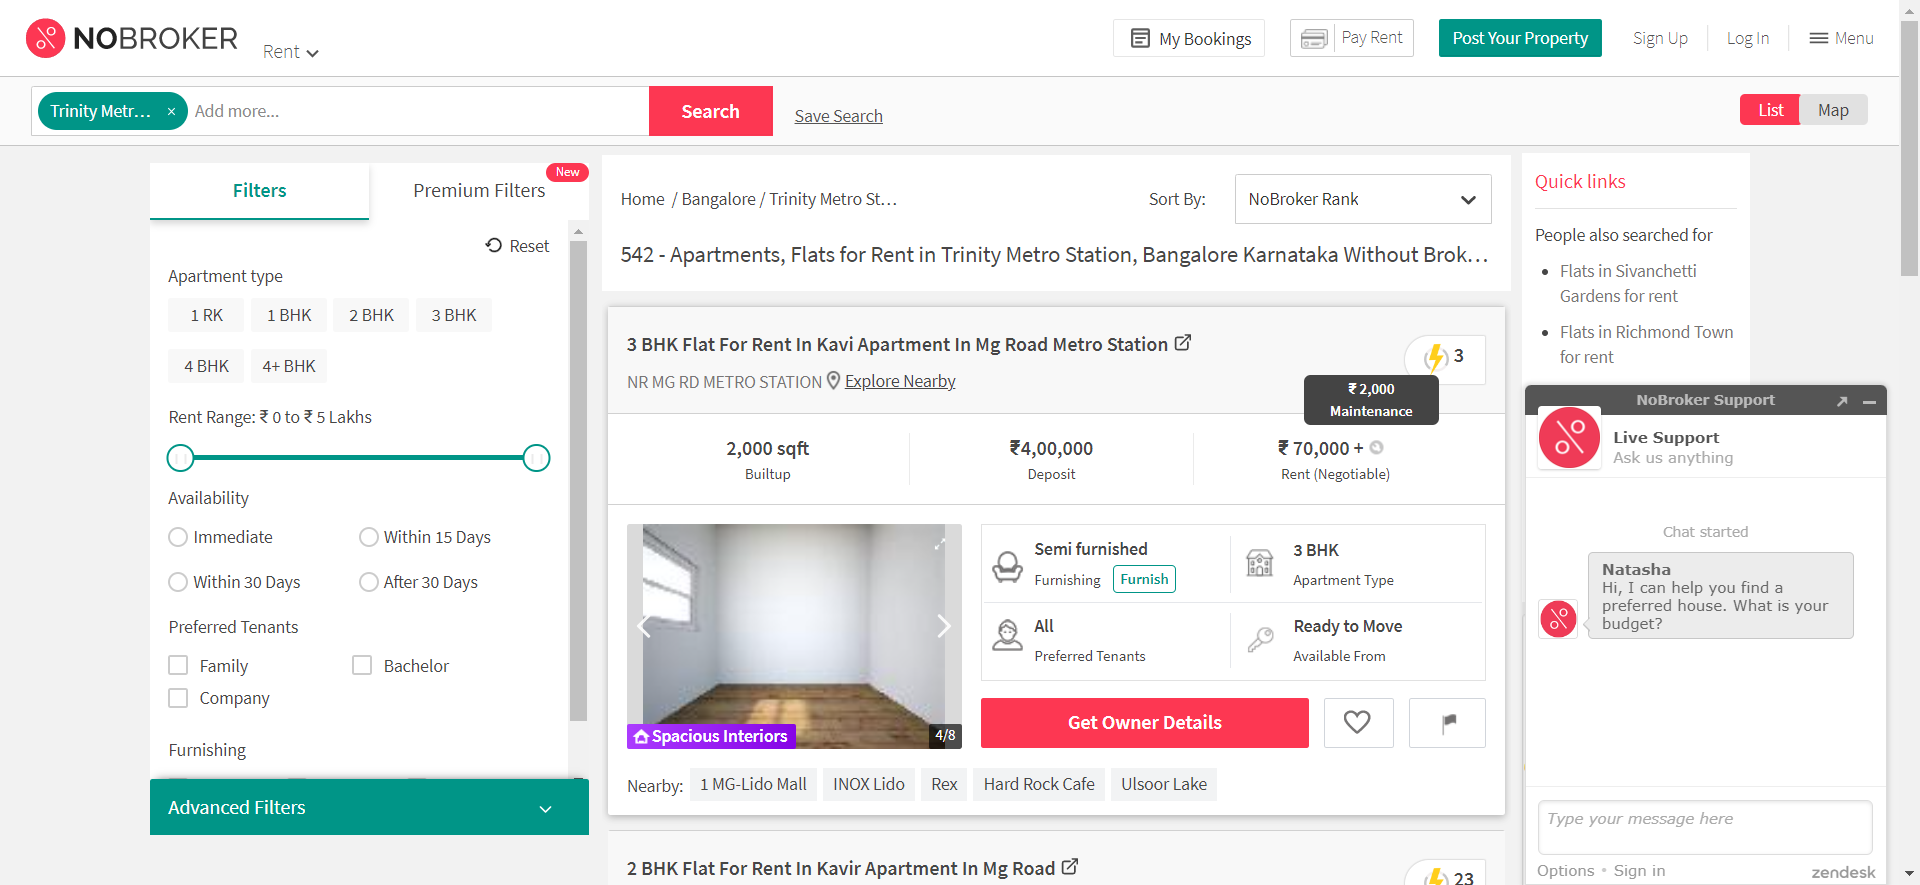 NOBROKER
Rent
My Bookings
Pay Rent
Post Your Property
Sign Up
Log In
Menu
Trinity Metr... ×
Add more...
Search
Save Search
List
Map
Filters
Premium Filters
New
Reset
Apartment type
1 RK
1 BHK
2 BHK
3 BHK
4 BHK
4+ BHK
Rent Range: ₹ 0 to ₹ 5 Lakhs
Availability
Immediate
Within 15 Days
Within 30 Days
After 30 Days
Preferred Tenants
Family
Bachelor
Company
Furnishing
Advanced Filters
Home / Bangalore / Trinity Metro St...
Sort By:
NoBroker Rank
542 - Apartments, Flats for Rent in Trinity Metro Station, Bangalore Karnataka Without Brok...
3 BHK Flat For Rent In Kavi Apartment In Mg Road Metro Station
NR MG RD METRO STATION
Explore Nearby
3
₹ 2,000
Maintenance
2,000 sqft
Builtup
₹4,00,000
Deposit
₹ 70,000 +
Rent (Negotiable)
Spacious Interiors
4/8
Semi furnished
Furnishing
Furnish
3 BHK
Apartment Type
All
Preferred Tenants
Ready to Move
Available From
Get Owner Details
Nearby:
1 MG-Lido Mall
INOX Lido
Rex
Hard Rock Cafe
Ulsoor Lake
2 BHK Flat For Rent In Kavir Apartment In Mg Road
23
Quick links
People also searched for
Flats in Sivanchetti
Gardens for rent
Flats in Richmond Town
for rent
NoBroker Support
Live Support
Ask us anything
Chat started
Natasha
Hi, I can help you find a
preferred house. What is your
budget?
Type your message here
Options • Sign in
zendesk